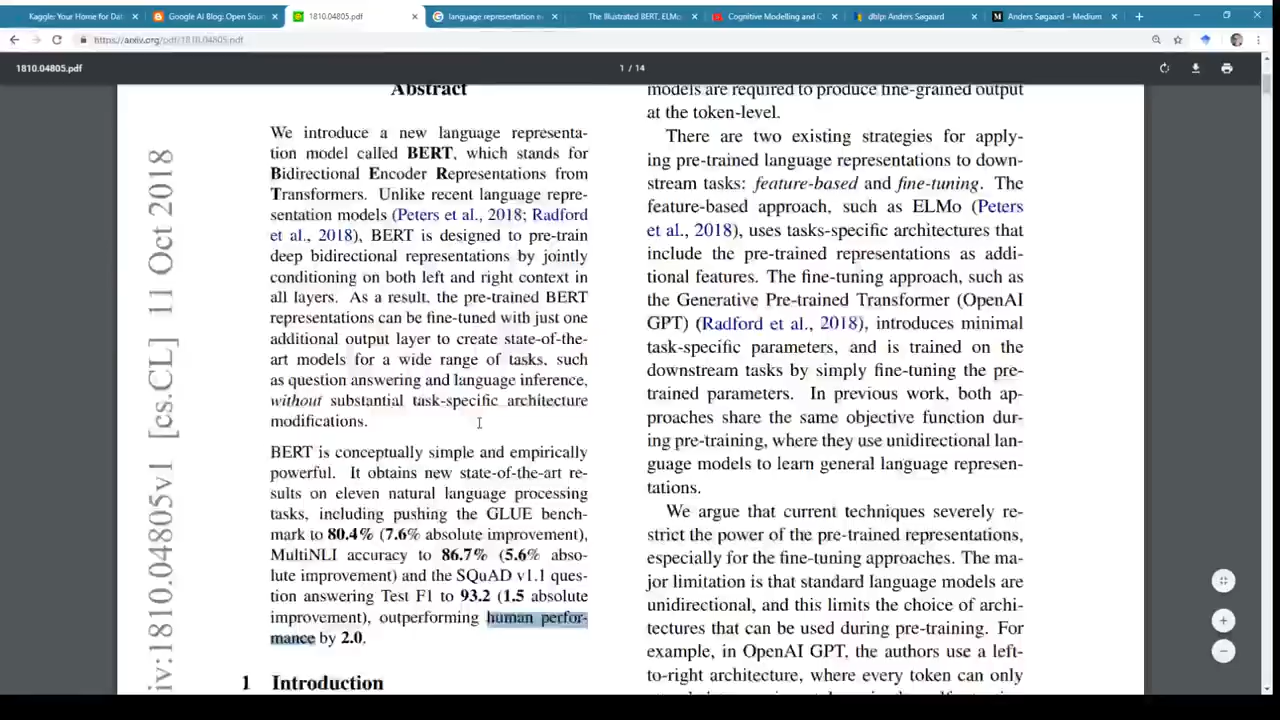 Kaggle: Your Home for Dat
Google AI Blog: Open Sour
1810.04805.pdf
language representation m
The Illustrated BERT, ELMo
Cognitive Modelling and C
dblp: Anders Søgaard
Anders Søgaard – Medium
https://arxiv.org/pdf/1810.04805.pdf
1810.04805.pdf
1 / 14
Abstract
We introduce a new language representa-
tion model called BERT, which stands for
Bidirectional Encoder Representations from
Transformers. Unlike recent language repre-
sentation models (Peters et al., 2018; Radford
et al., 2018), BERT is designed to pre-train
deep bidirectional representations by jointly
conditioning on both left and right context in
all layers. As a result, the pre-trained BERT
representations can be fine-tuned with just one
additional output layer to create state-of-the-
art models for a wide range of tasks, such
as question answering and language inference,
without substantial task-specific architecture
modifications.
BERT is conceptually simple and empirically
powerful. It obtains new state-of-the-art re-
sults on eleven natural language processing
tasks, including pushing the GLUE bench-
mark to 80.4% (7.6% absolute improvement),
MultiNLI accuracy to 86.7% (5.6% abso-
lute improvement) and the SQuAD v1.1 ques-
tion answering Test F1 to 93.2 (1.5 absolute
improvement), outperforming human perfor-
mance by 2.0.
1 Introduction
models are required to produce fine-grained output
at the token-level.
There are two existing strategies for apply-
ing pre-trained language representations to down-
stream tasks: feature-based and fine-tuning. The
feature-based approach, such as ELMo (Peters
et al., 2018), uses tasks-specific architectures that
include the pre-trained representations as addi-
tional features. The fine-tuning approach, such as
the Generative Pre-trained Transformer (OpenAI
GPT) (Radford et al., 2018), introduces minimal
task-specific parameters, and is trained on the
downstream tasks by simply fine-tuning the pre-
trained parameters. In previous work, both ap-
proaches share the same objective function dur-
ing pre-training, where they use unidirectional lan-
guage models to learn general language represen-
tations.
We argue that current techniques severely re-
strict the power of the pre-trained representations,
especially for the fine-tuning approaches. The ma-
jor limitation is that standard language models are
unidirectional, and this limits the choice of archi-
tectures that can be used during pre-training. For
example, in OpenAI GPT, the authors use a left-
to-right architecture, where every token can only
iv:1810.04805v1 [cs.CL] 11 Oct 2018